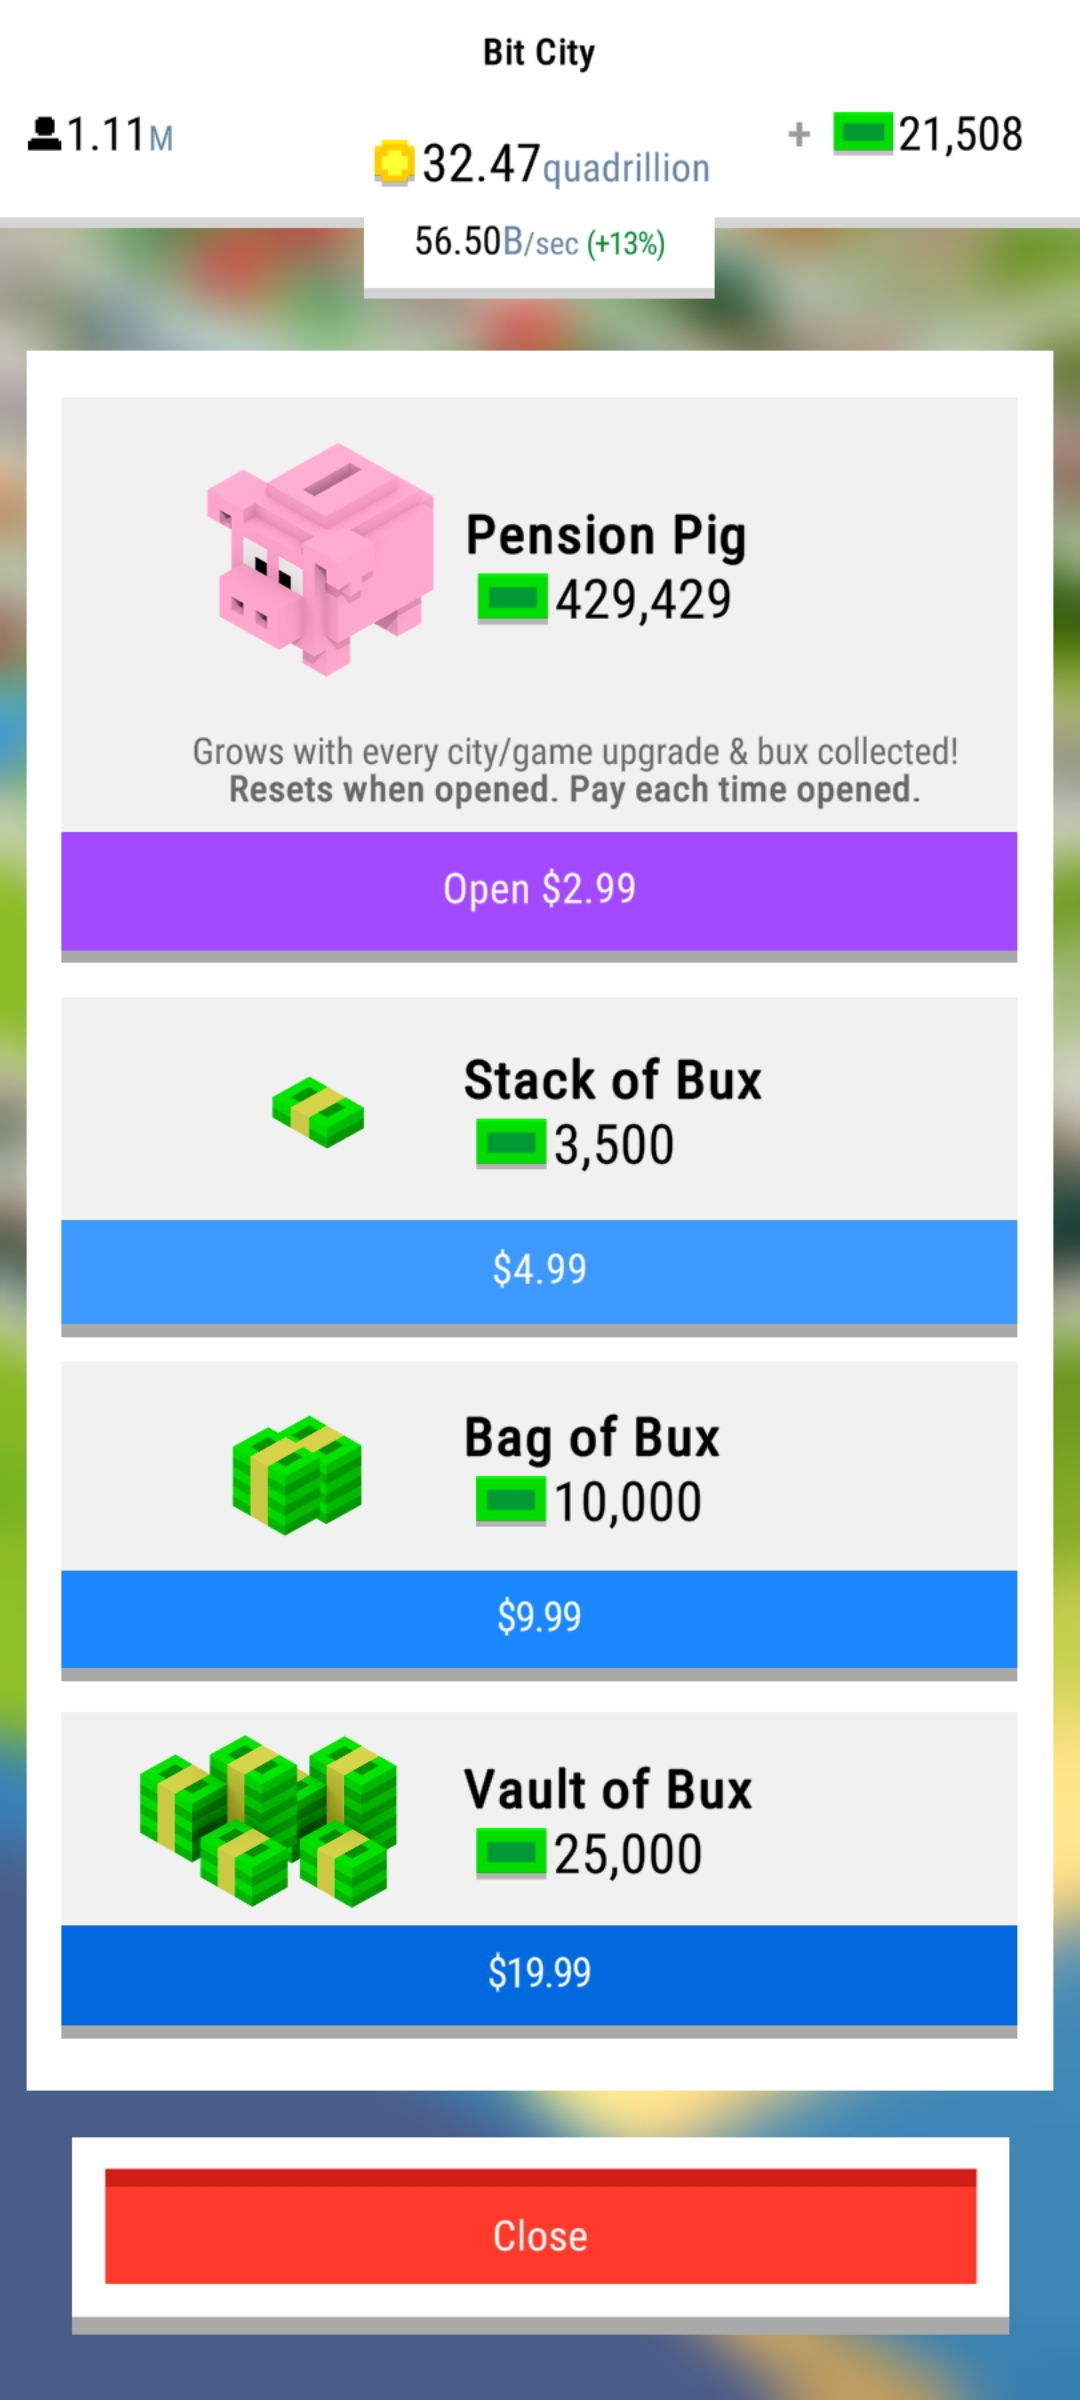 Bit City
1.11M
32.47quadrillion
+ 21,508
56.50B/sec (+13%)
Pension Pig
429,429
Grows with every city/game upgrade & bux collected!
Resets when opened. Pay each time opened.
Open $2.99
Stack of Bux
3,500
$4.99
Bag of Bux
10,000
$9.99
Vault of Bux
25,000
$19.99
Close